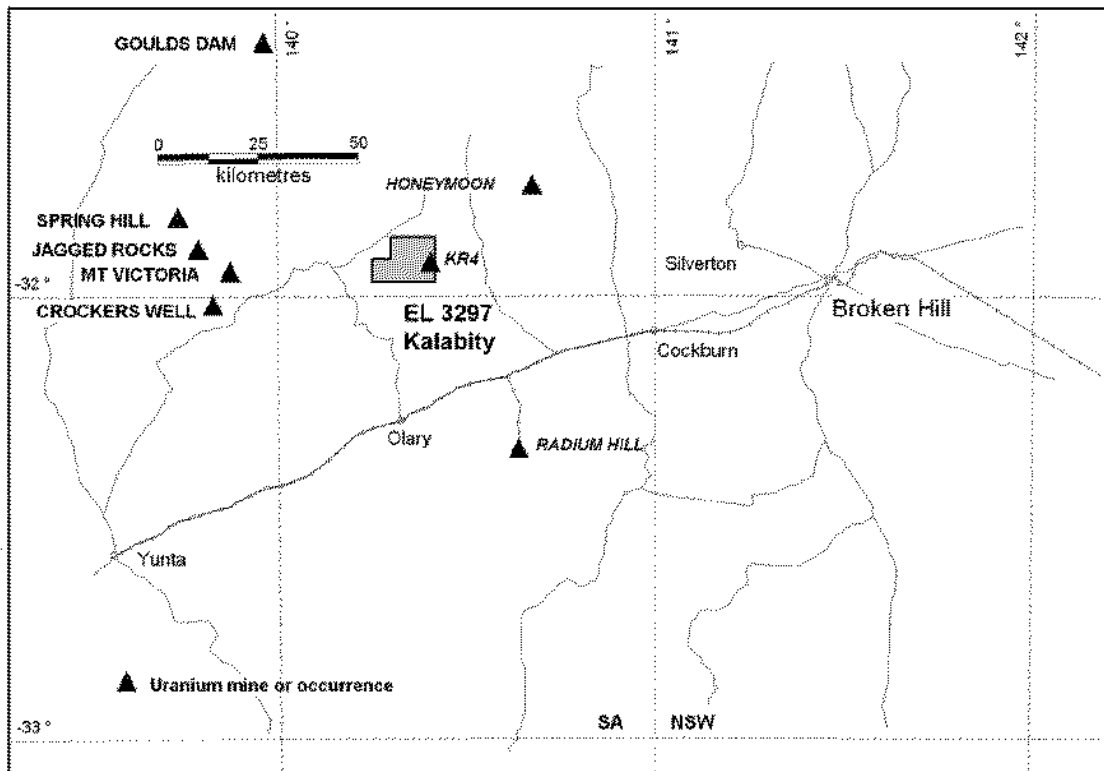 GOULDS DAM
140 °
141 °
142 °
0 25 50
kilometres
HONEYMOON
SPRING HILL
JAGGED ROCKS
MT VICTORIA
KR4
Silverton
-32 °
CROCKERS WELL
EL 3297
Kalabity
Broken Hill
Cockburn
Olary
RADIUM HILL
Yunta
Uranium mine or occurrence
-33 °
SA NSW